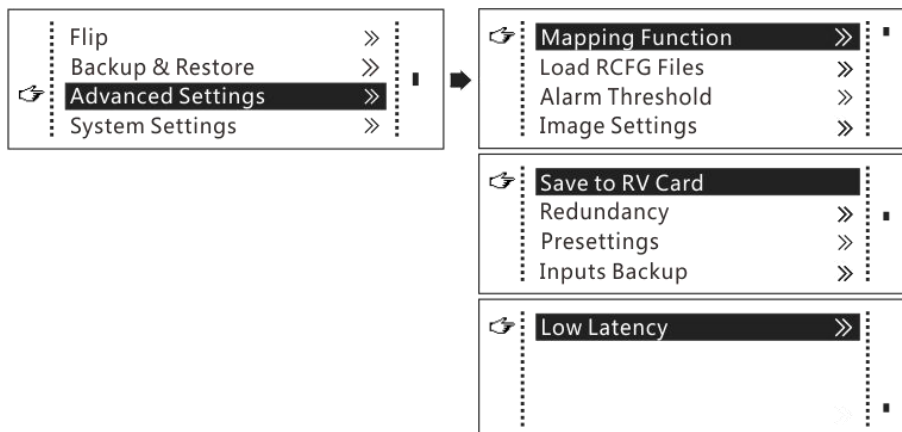 Flip »
Backup & Restore »
Advanced Settings »
System Settings »
Mapping Function »
Load RCFG Files »
Alarm Threshold »
Image Settings »
Save to RV Card
Redundancy »
Presettings »
Inputs Backup »
Low Latency »